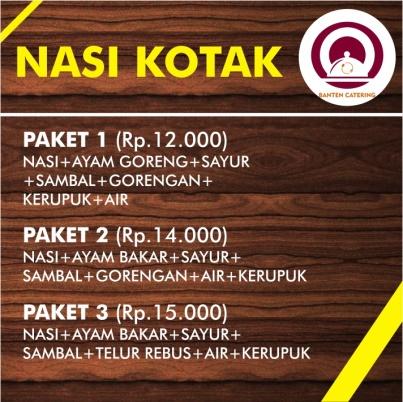 NASI KOTAK
BANTEN CATERING
PAKET 1 (Rp.12.000)
NASI+AYAM GORENG+SAYUR
+SAMBAL+GORENGAN+
KERUPUK+AIR
PAKET 2 (Rp.14.000)
NASI+AYAM BAKAR+SAYUR+
SAMBAL+GORENGAN+AIR+KERUPUK
PAKET 3 (Rp.15.000)
NASI+AYAM BAKAR+SAYUR+
SAMBAL+TELUR REBUS+AIR+KERUPUK